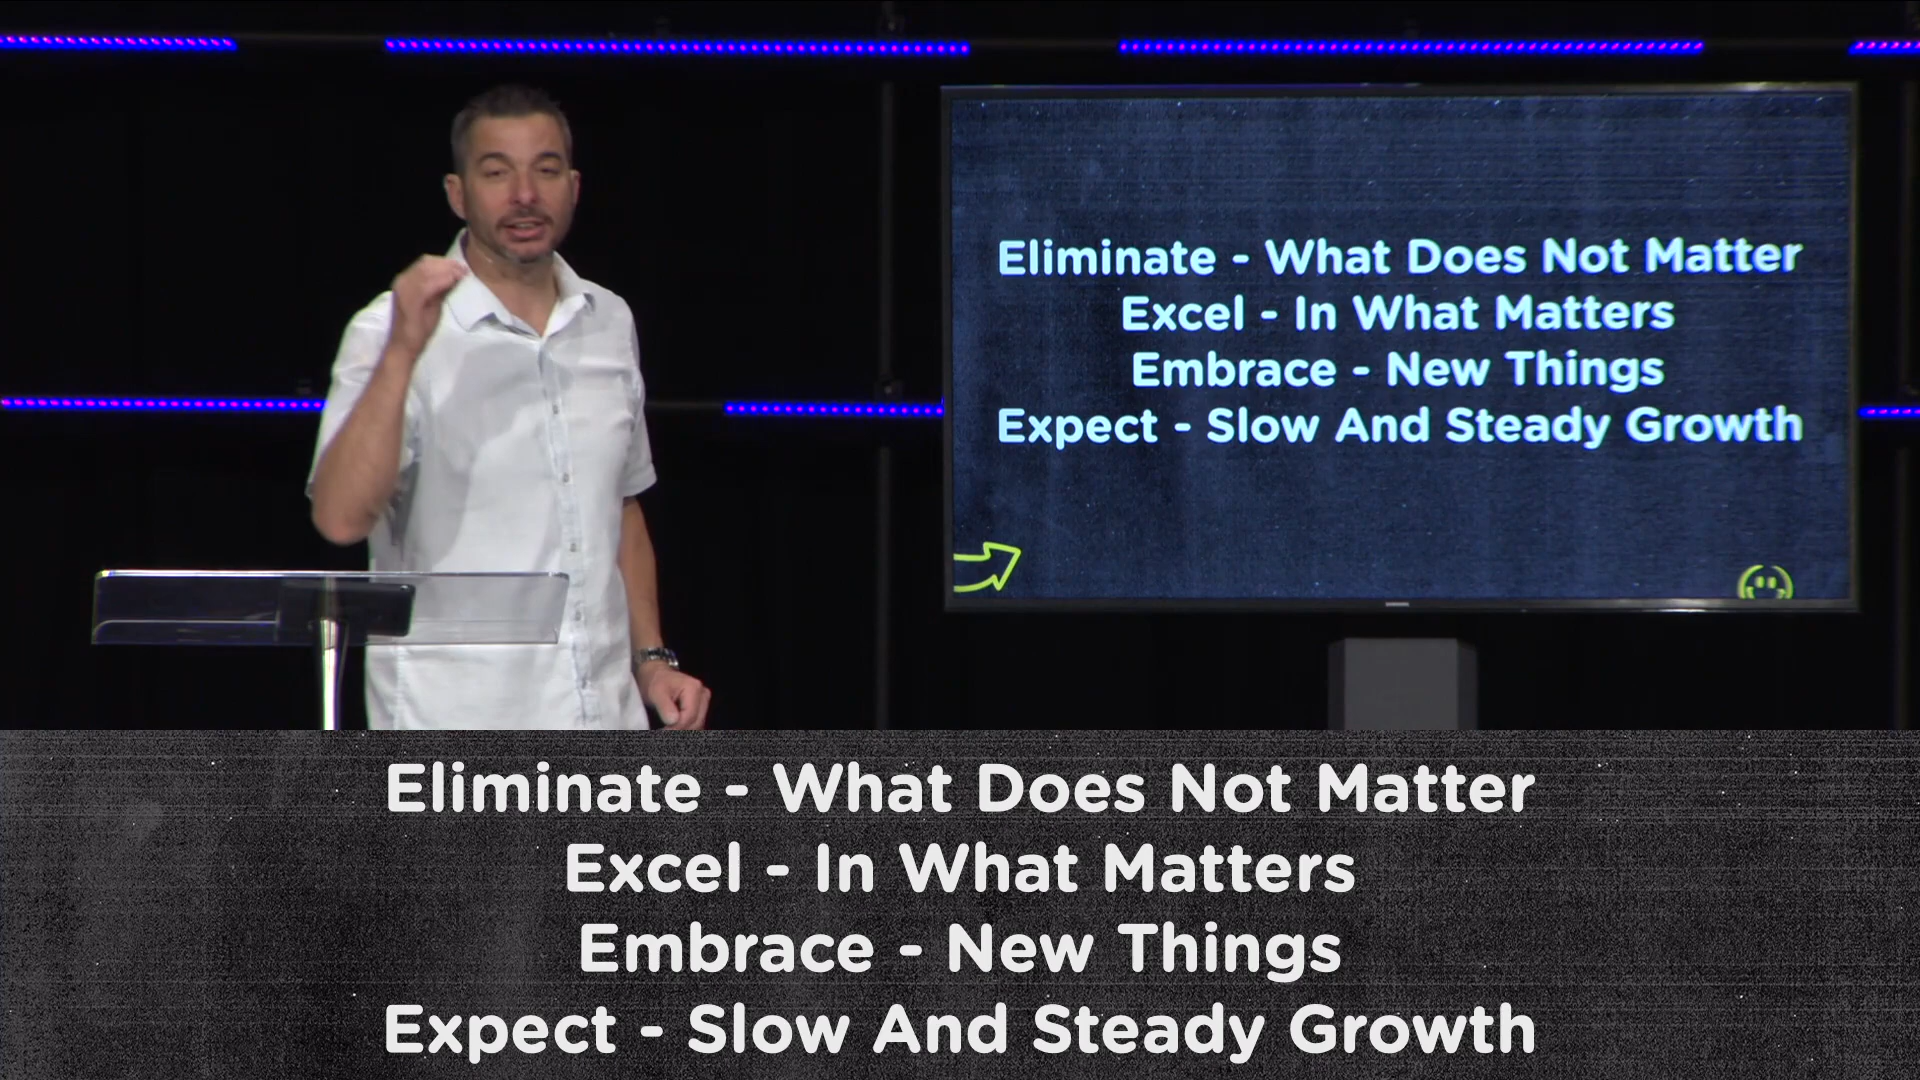 Eliminate - What Does Not Matter
Excel - In What Matters
Embrace - New Things
Expect - Slow And Steady Growth
Eliminate - What Does Not Matter
Excel - In What Matters
Embrace - New Things
Expect - Slow And Steady Growth